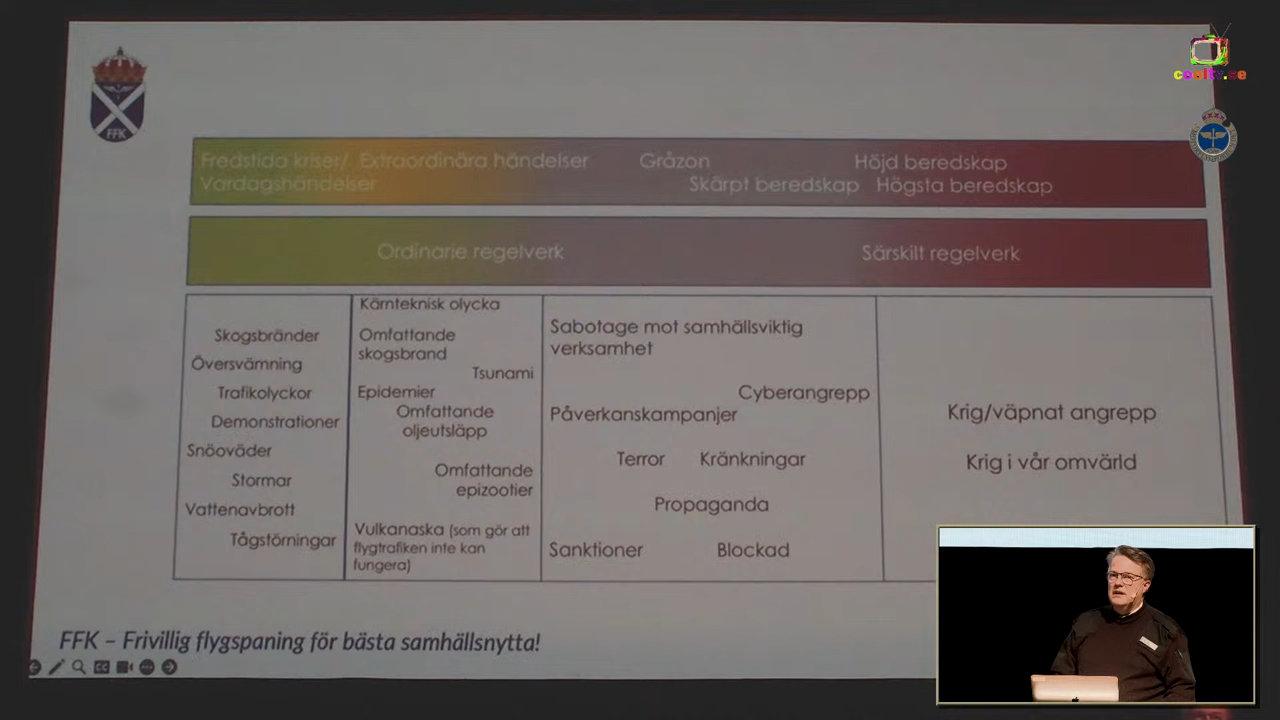 cooltv.se
FFK
Fredstida kriser/ Extraordinära händelser Gråzon Höjd beredskap
Vardagshändelser Skärpt beredskap Högsta beredskap
Ordinarie regelverk Särskilt regelverk
Skogsbränder
Översvämning
Trafikolyckor
Demonstrationer
Snöoväder
Stormar
Vattenavbrott
Tågstörningar
Kärnteknisk olycka
Omfattande
skogsbrand
Tsunami
Epidemier
Omfattande
oljeutsläpp
Omfattande
epizootier
Vulkanaska (som gör att
flygtrafiken inte kan
fungera)
Sabotage mot samhällsviktig
verksamhet
Cyberangrepp
Påverkanskampanjer
Terror Kränkningar
Propaganda
Sanktioner Blockad
Krig/väpnat angrepp
Krig i vår omvärld
FFK – Frivillig flygspaning för bästa samhällsnytta!